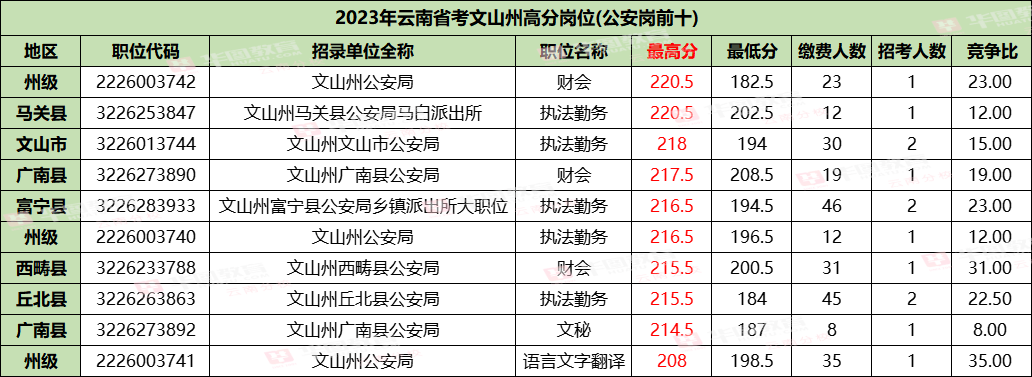 2023年云南省考文山州高分岗位(公安岗前十)
地区 职位代码 招录单位全称 职位名称 最高分 最低分 缴费人数 招考人数 竞争比
州级 2226003742 文山州公安局 财会 220.5 182.5 23 1 23.00
马关县 3226253847 文山州马关县公安局马白派出所 执法勤务 220.5 202.5 12 1 12.00
文山市 3226013744 文山州文山市公安局 执法勤务 218 194 30 2 15.00
广南县 3226273890 文山州广南县公安局 财会 217.5 208.5 19 1 19.00
富宁县 3226283933 文山州富宁县公安局乡镇派出所大职位 执法勤务 216.5 194.5 46 2 23.00
州级 2226003740 文山州公安局 执法勤务 216.5 196.5 12 1 12.00
西畴县 3226233788 文山州西畴县公安局 财会 215.5 200.5 31 1 31.00
丘北县 3226263863 文山州丘北县公安局 执法勤务 215.5 184 45 2 22.50
广南县 3226273892 文山州广南县公安局 文秘 214.5 187 8 1 8.00
州级 2226003741 文山州公安局 语言文字翻译 208 198.5 35 1 35.00